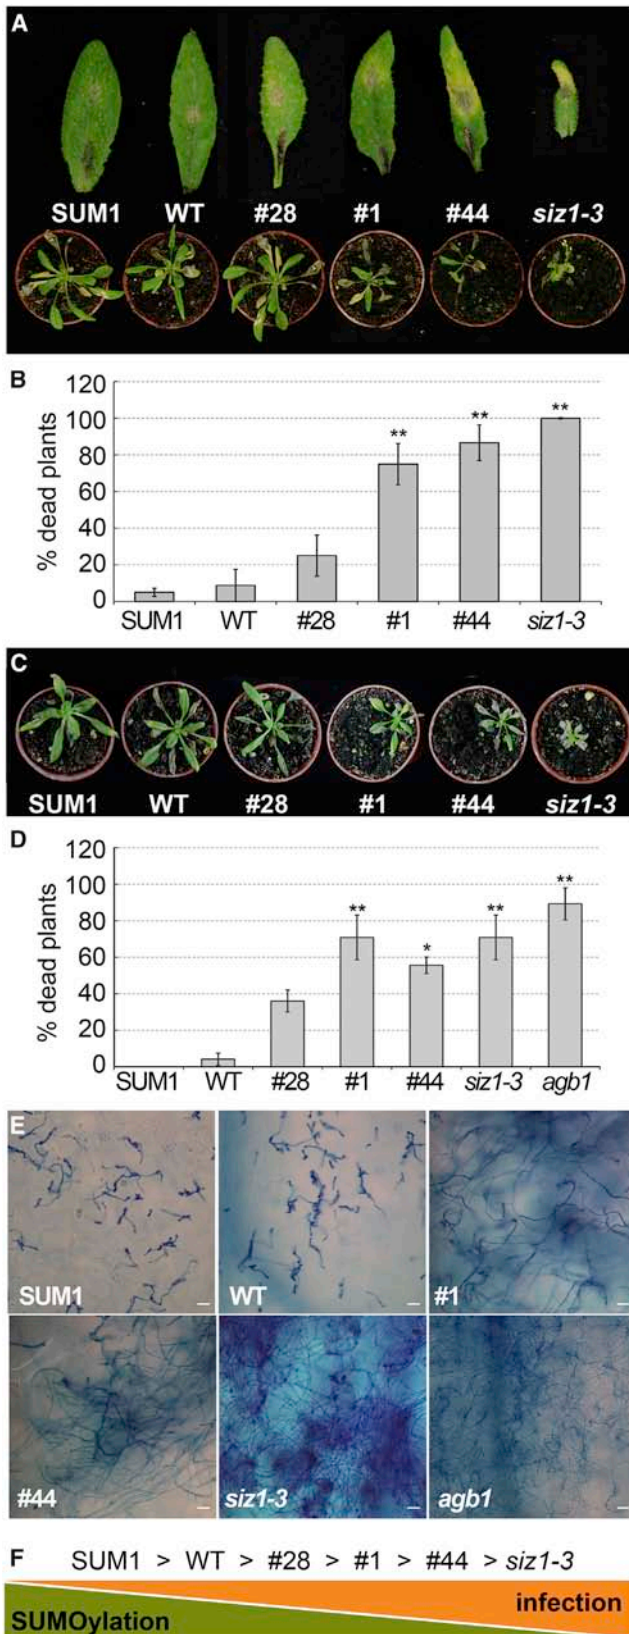 A
SUM1 WT #28 #1 #44 siz1-3
B
% dead plants
120
100
80
60
40
20
0
** ** **
SUM1 WT #28 #1 #44 siz1-3
C
SUM1 WT #28 #1 #44 siz1-3
D
% dead plants
120
100
80
60
40
20
0
** * ** **
SUM1 WT #28 #1 #44 siz1-3 agb1
E
SUM1 WT #1
#44 siz1-3 agb1
F SUM1 > WT > #28 > #1 > #44 > siz1-3
infection
SUMOylation